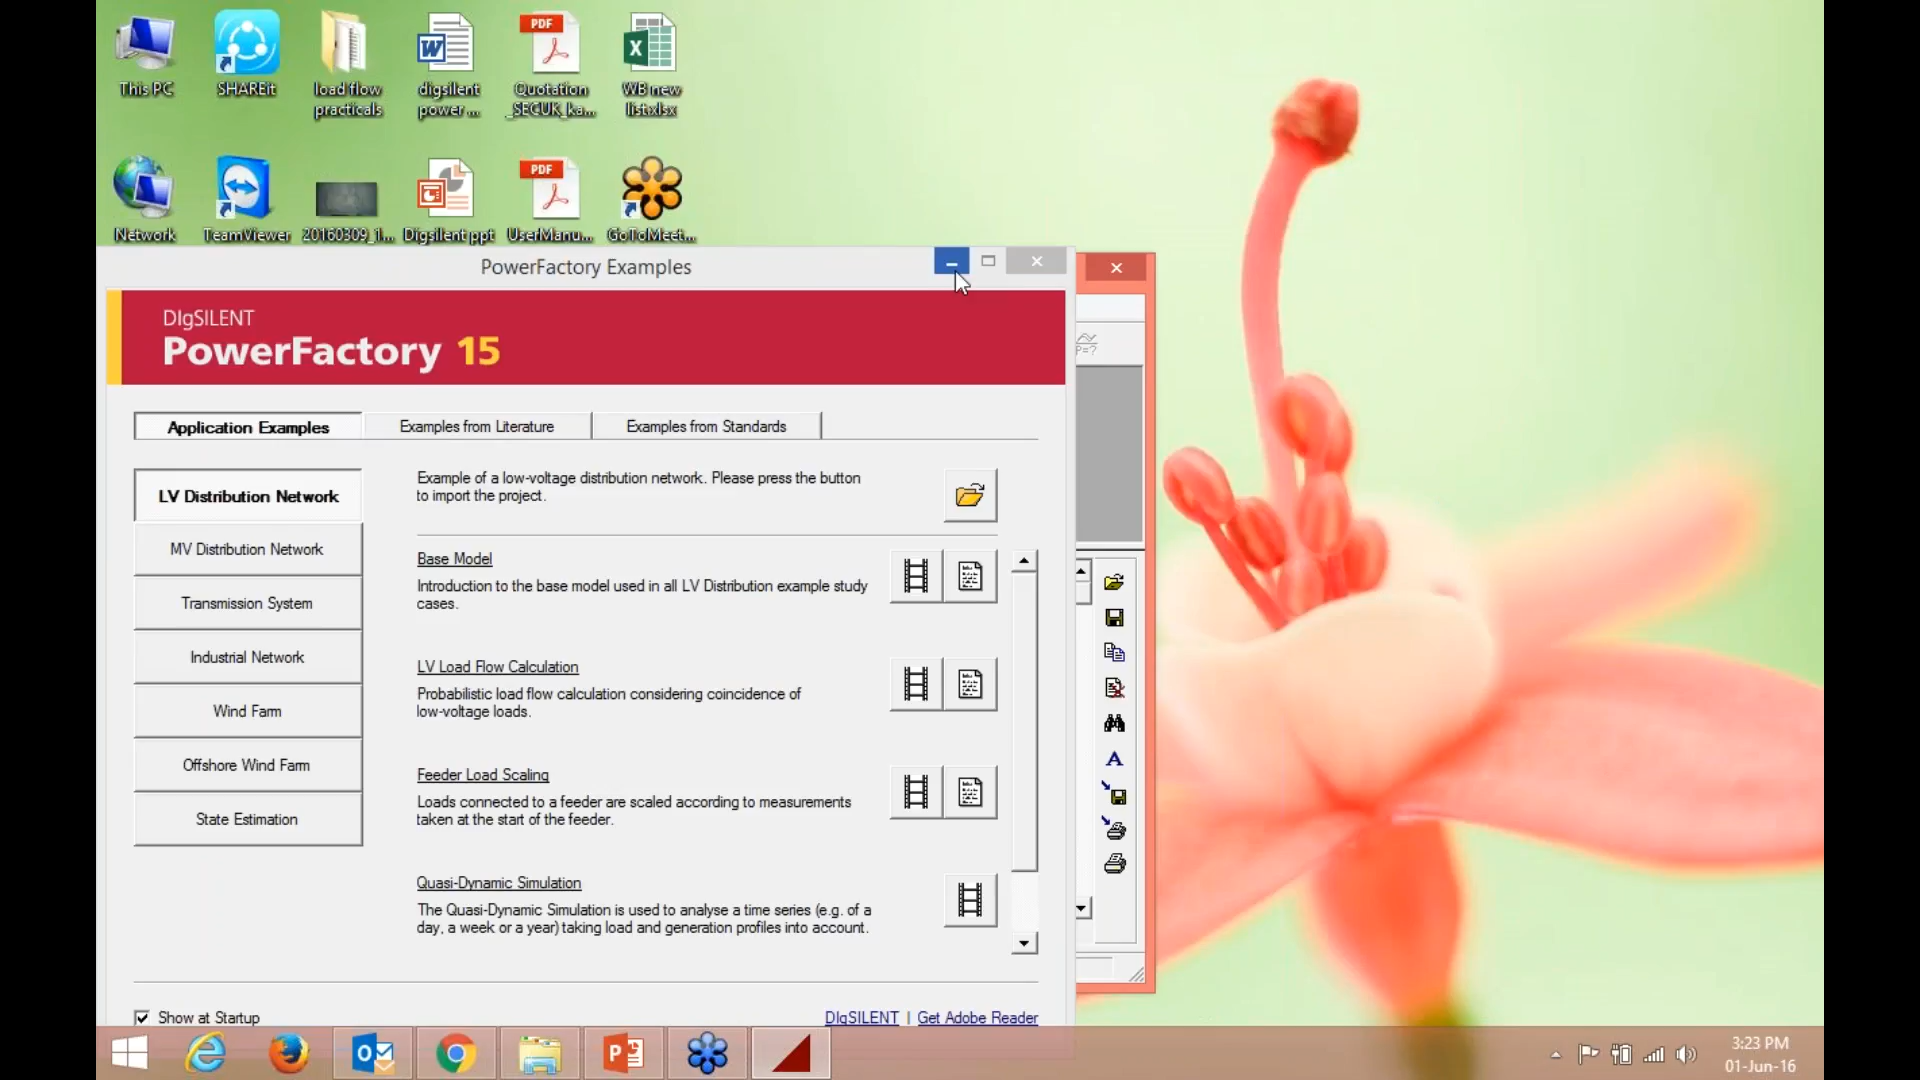 This PC
SHAREit
load flow
practicals
digsilent
power ...
Quotation
_SECUK_ka...
WB new
list.xlsx
Network
TeamViewer
20160309_1...
Digsilent ppt
UserManu...
GoToMeet...
PowerFactory Examples
DIgSILENT
PowerFactory 15
Application Examples
Examples from Literature
Examples from Standards
LV Distribution Network
MV Distribution Network
Transmission System
Industrial Network
Wind Farm
Offshore Wind Farm
State Estimation
Example of a low-voltage distribution network. Please press the button
to import the project.
Base Model
Introduction to the base model used in all LV Distribution example study
cases.
LV Load Flow Calculation
Probabilistic load flow calculation considering coincidence of
low-voltage loads.
Feeder Load Scaling
Loads connected to a feeder are scaled according to measurements
taken at the start of the feeder.
Quasi-Dynamic Simulation
The Quasi-Dynamic Simulation is used to analyse a time series (e.g. of a
day, a week or a year) taking load and generation profiles into account.
Show at Startup
DIgSILENT | Get Adobe Reader
3:23 PM
01-Jun-16